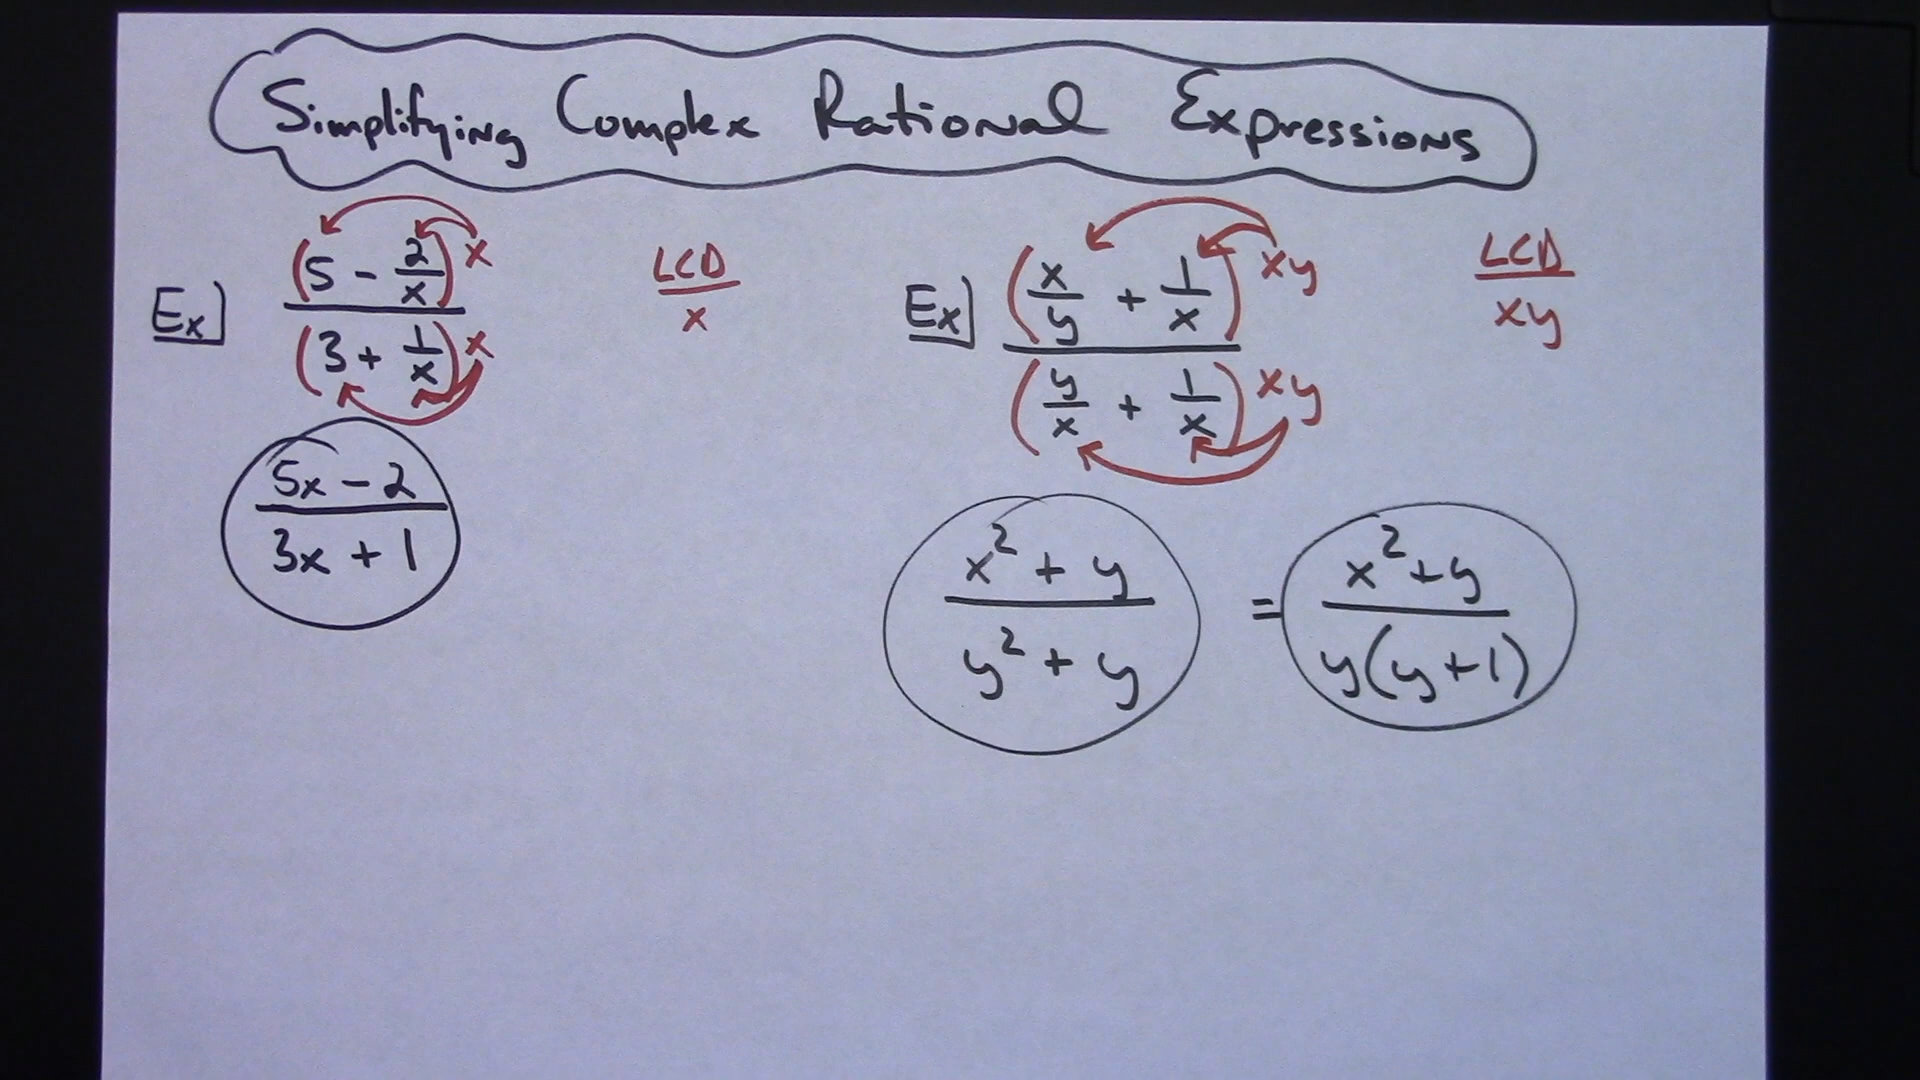 Simplifying Complex Rational Expressions
Ex] (5 - 2/x) x / (3 + 1/x) x
LCD
x
5x - 2
3x + 1
Ex] (x/y + 1/x) xy / (y/x + 1/x) xy
LCD
xy
x² + y / y² + y = x² + y / y(y+1)